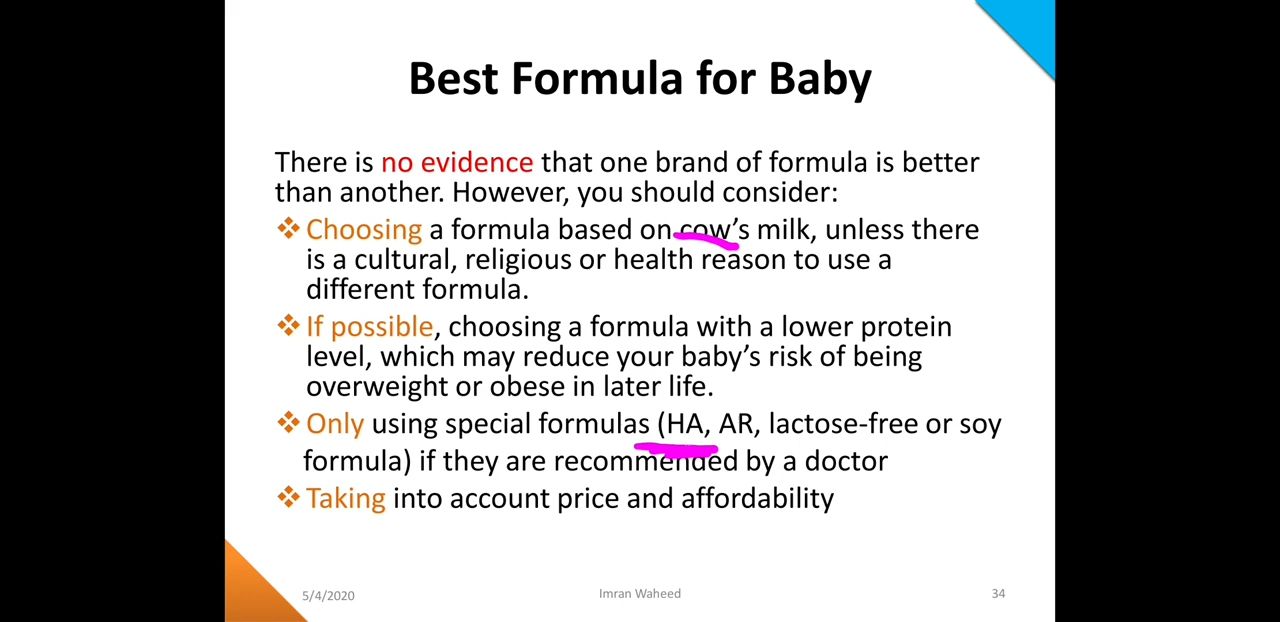 Best Formula for Baby
There is no evidence that one brand of formula is better
than another. However, you should consider:
❖ Choosing a formula based on cow's milk, unless there
is a cultural, religious or health reason to use a
different formula.
❖ If possible, choosing a formula with a lower protein
level, which may reduce your baby's risk of being
overweight or obese in later life.
❖ Only using special formulas (HA, AR, lactose-free or soy
formula) if they are recommended by a doctor
❖ Taking into account price and affordability
5/4/2020 Imran Waheed 34